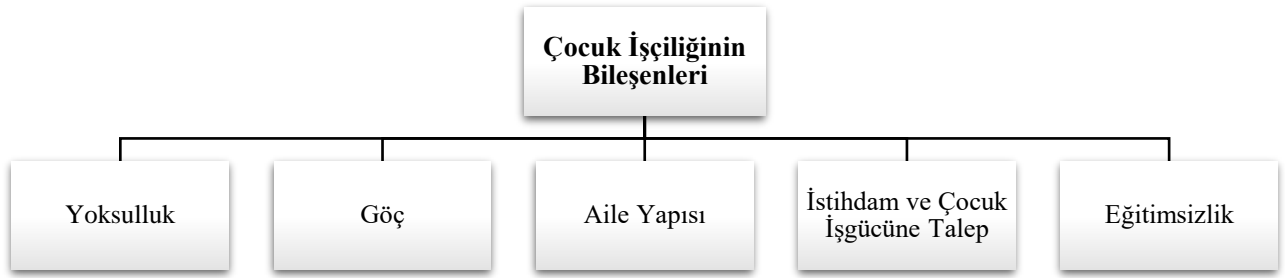 Çocuk İşçiliğinin
Bileşenleri
Yoksulluk
Göç
Aile Yapısı
İstihdam ve Çocuk
İşgücüne Talep
Eğitimsizlik